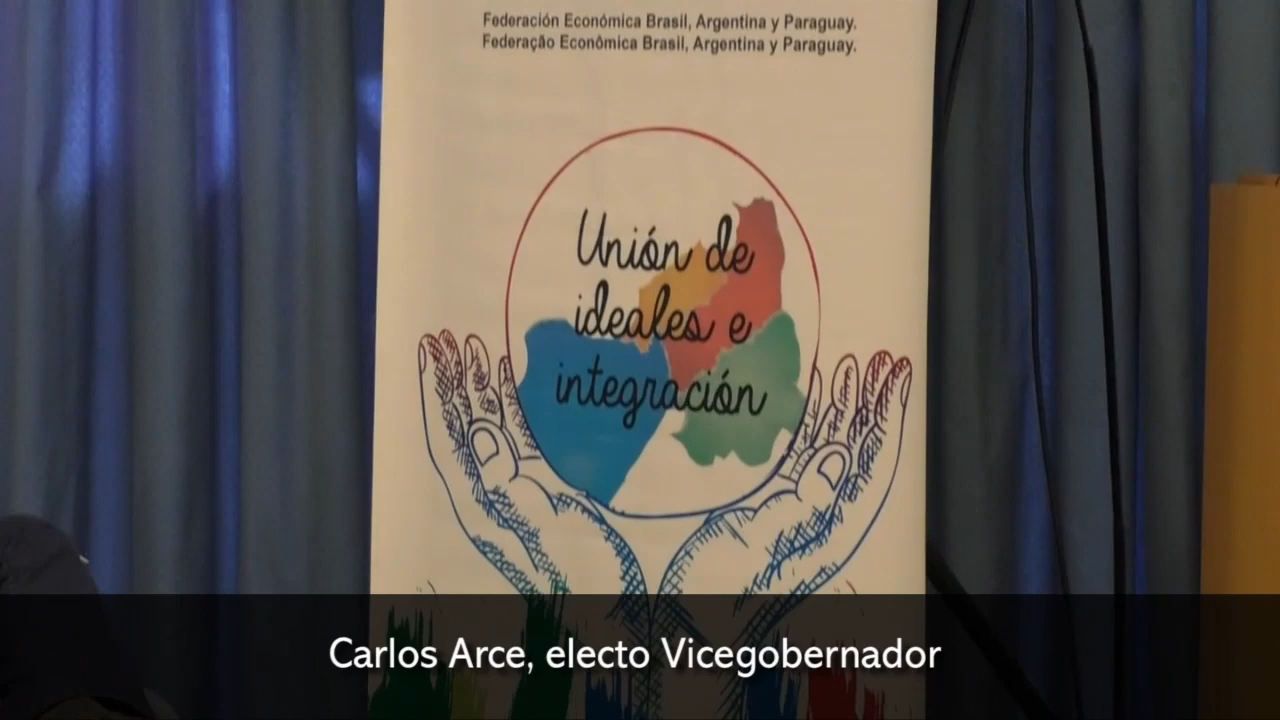 Federación Económica Brasil, Argentina y Paraguay.
Federação Econômica Brasil, Argentina y Paraguay.
Unión de
ideales e
integración
Carlos Arce, electo Vicegobernador